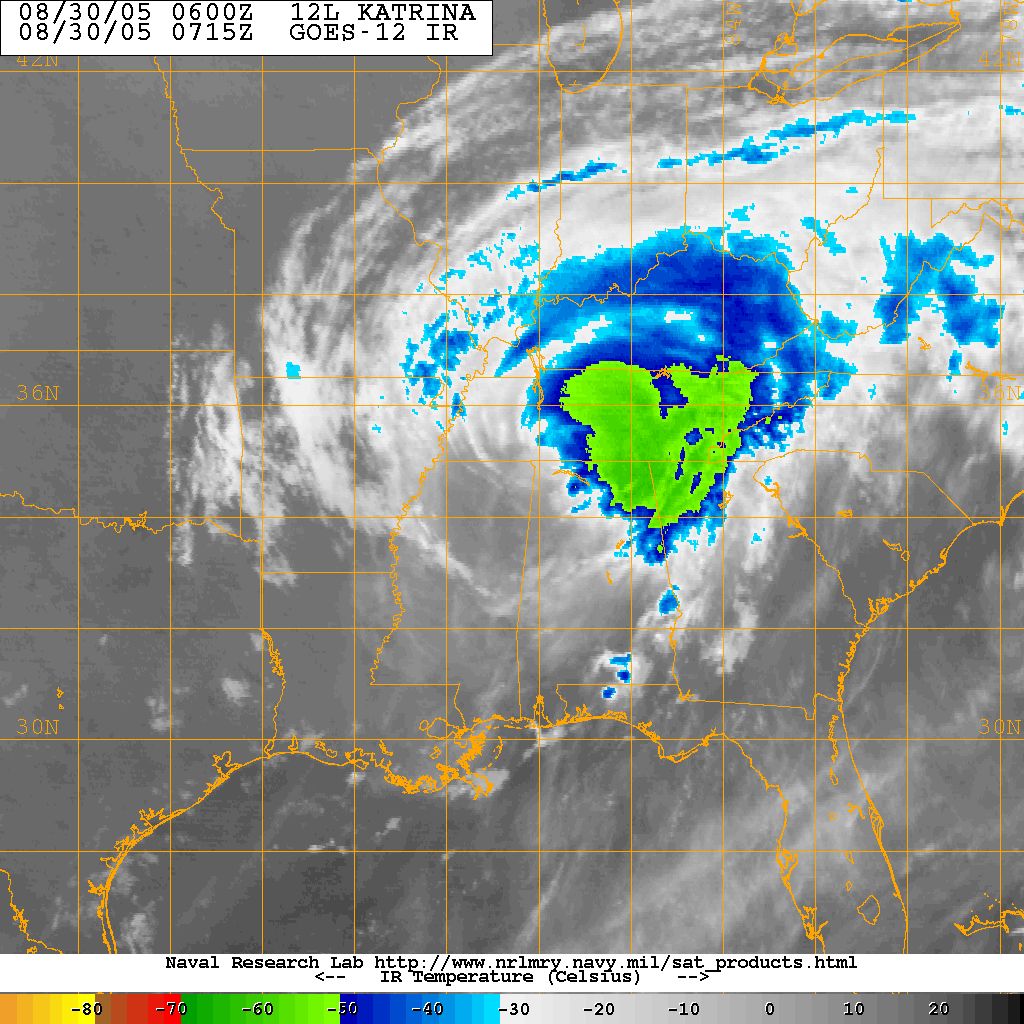 08/30/05 0600Z 12L KATRINA
08/30/05 0715Z GOES-12 IR
42N 42N
36N 36N
30N 30N
Naval Research Lab http://www.nrlmry.navy.mil/sat_products.html
<-- IR Temperature (Celsius) -->
-80 -70 -60 -50 -40 -30 -20 -10 0 10 20